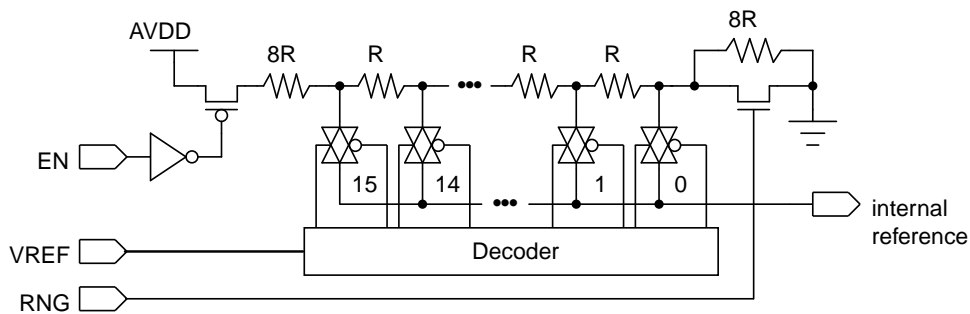 AVDD
8R
R
R
R
8R
EN
15
14
1
0
internal
reference
VREF
Decoder
RNG